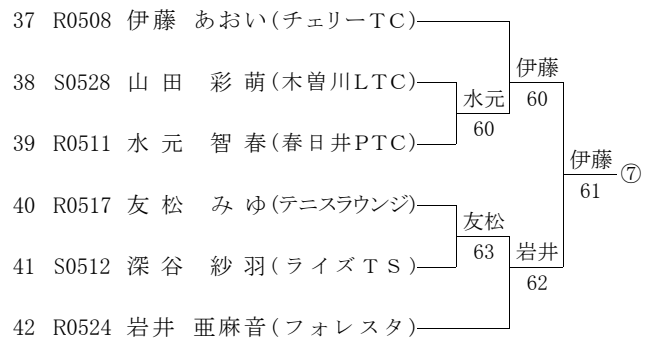 37 R0508 伊藤 あおい(チェリーTC)
伊藤
38 S0528 山田 彩萌(木曽川LTC)
水元
60
60
39 R0511 水元 智春(春日井PTC)
伊藤
⑦
61
40 R0517 友松 みゆ(テニスラウンジ)
友松
63
岩井
41 S0512 深谷 紗羽(ライズTS)
62
42 R0524 岩井 亜麻音(フォレスタ)